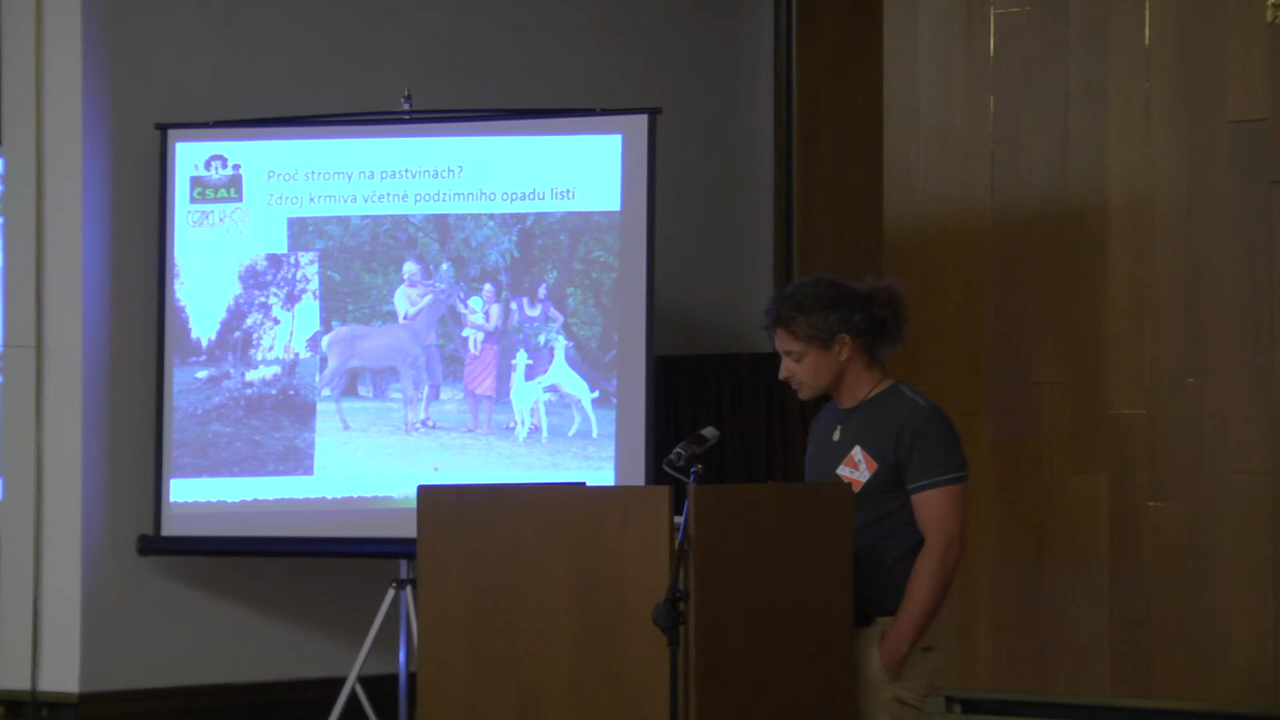 Proč stromy na pastvinách?
Zdroj krmiva včetně podzimního opadu listí
ČSAL